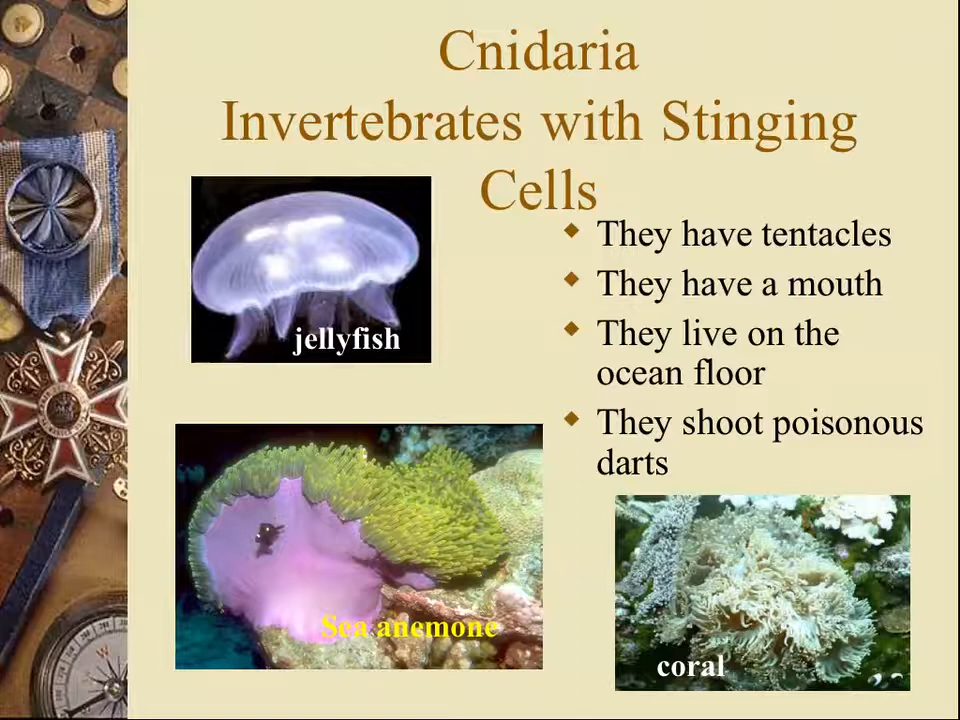 Cnidaria
Invertebrates with Stinging
Cells
They have tentacles
They have a mouth
They live on the
ocean floor
They shoot poisonous
darts
jellyfish
Sea anemone
coral